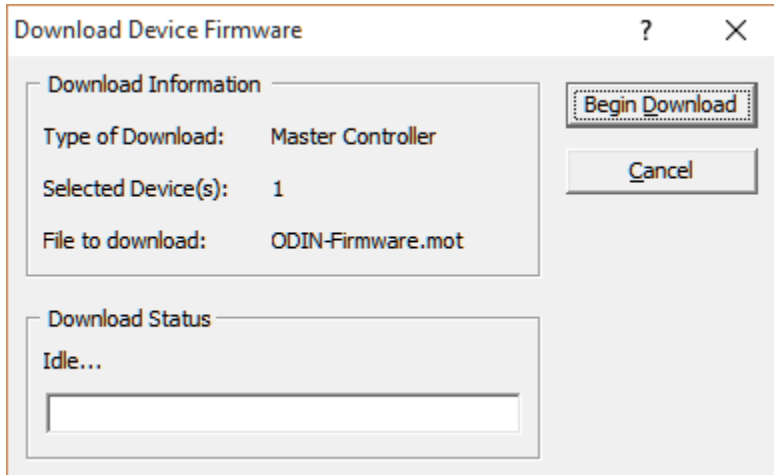 Download Device Firmware ?
Download Information
Type of Download: Master Controller
Selected Device(s): 1
File to download: ODIN-Firmware.mot
Begin Download
Cancel
Download Status
Idle...